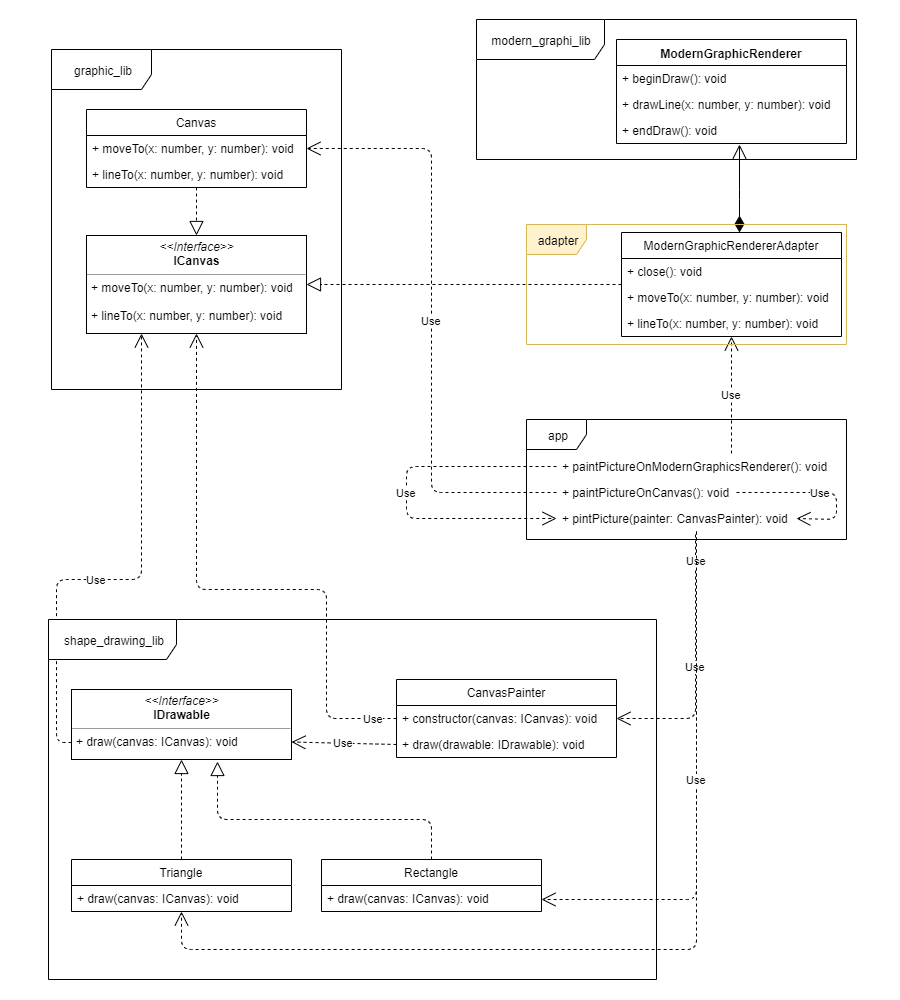 modern_graphi_lib
ModernGraphicRenderer
+ beginDraw(): void
+ drawLine(x: number, y: number): void
+ endDraw(): void
graphic_lib
Canvas
+ moveTo(x: number, y: number): void
+ lineTo(x: number, y: number): void
<<Interface>>
ICanvas
+ moveTo(x: number, y: number): void
+ lineTo(x: number, y: number): void
adapter
ModernGraphicRendererAdapter
+ close(): void
+ moveTo(x: number, y: number): void
+ lineTo(x: number, y: number): void
Use
Use
app
+ paintPictureOnModernGraphicsRenderer(): void
Use
+ paintPictureOnCanvas(): void
Use
+ pintPicture(painter: CanvasPainter): void
Use
Use
shape_drawing_lib
Use
<<Interface>>
IDrawable
+ draw(canvas: ICanvas): void
CanvasPainter
+ constructor(canvas: ICanvas): void
+ draw(drawable: IDrawable): void
Use
Use
Use
Triangle
+ draw(canvas: ICanvas): void
Rectangle
+ draw(canvas: ICanvas): void